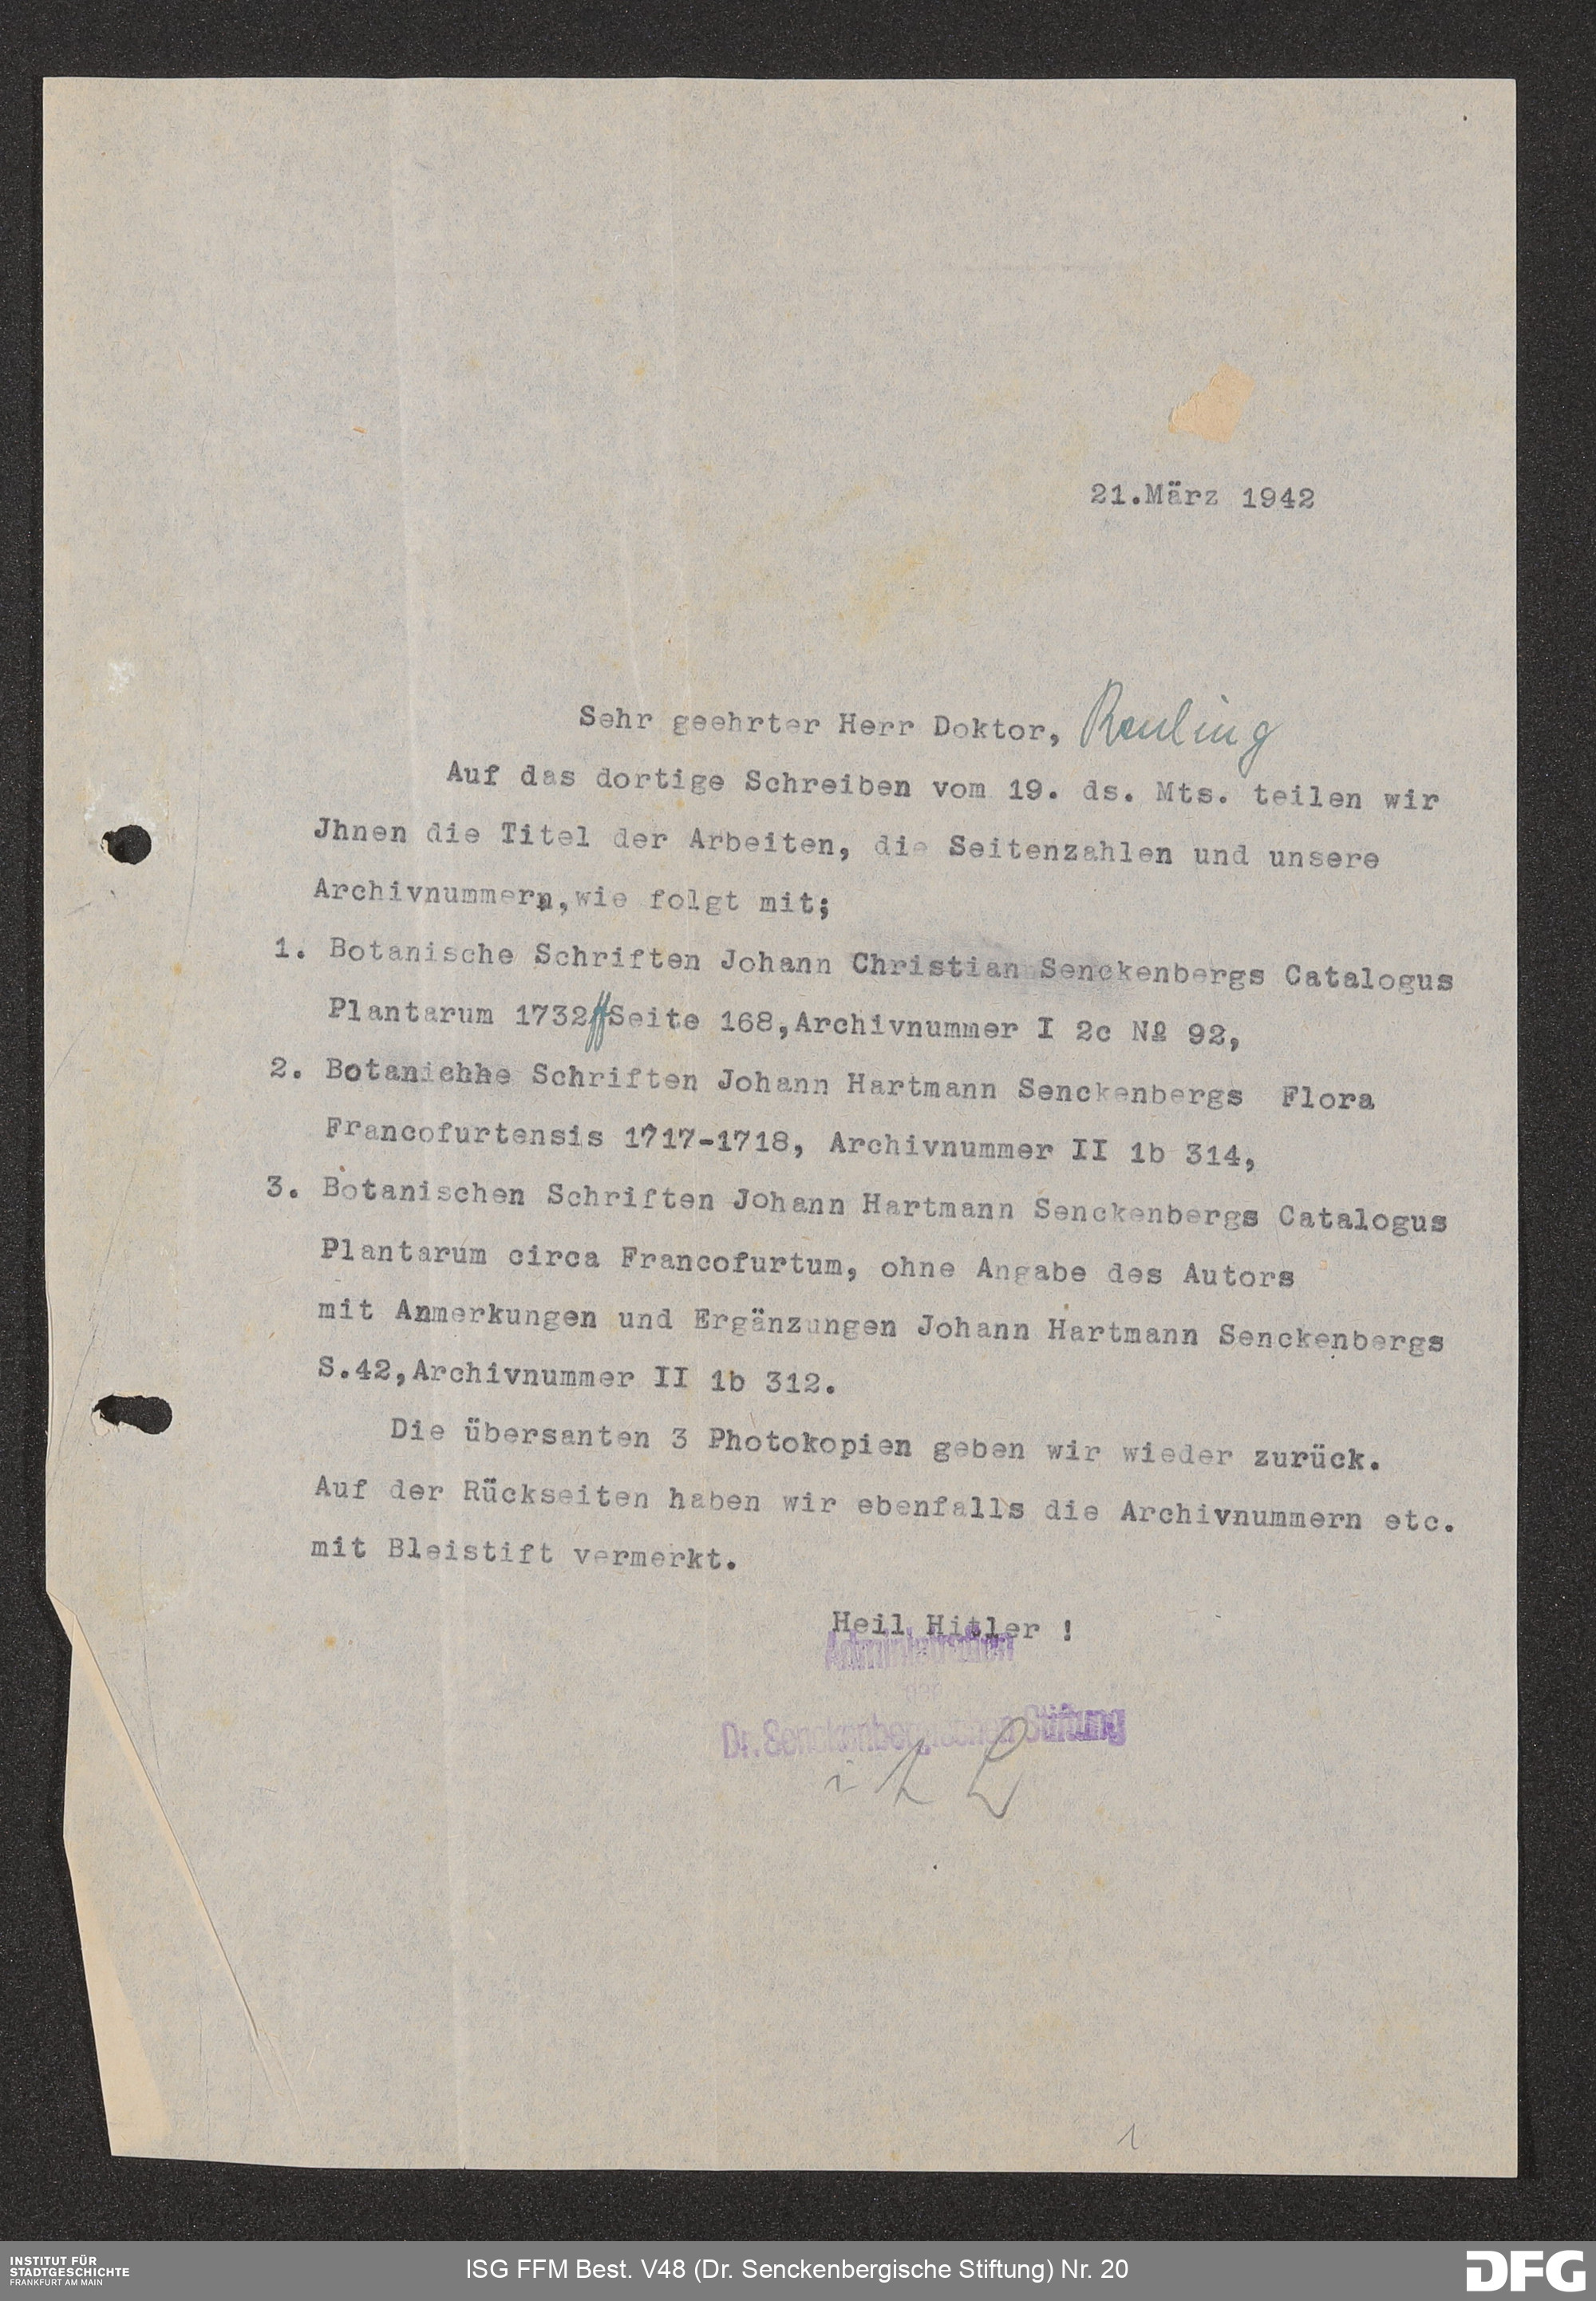 21.März 1942
Sehr geehrter Herr Doktor, Rauling
Auf das dortige Schreiben vom 19. ds. Mts. teilen wir
Jhnen die Titel der Arbeiten, die Seitenzahlen und unsere
Archivnummern,wie folgt mit;
1. Botanische Schriften Johann Christian Senckenbergs Catalogus
Plantarum 1732ff Seite 168,Archivnummer I 2c № 92,
2. Botanichhe Schriften Johann Hartmann Senckenbergs Flora
Francofurtensis 1717-1718, Archivnummer II 1b 314,
3. Botanischen Schriften Johann Hartmann Senckenbergs Catalogus
Plantarum circa Francofurtum, ohne Angabe des Autors
mit Anmerkungen und Ergänzungen Johann Hartmann Senckenbergs
S.42,Archivnummer II 1b 312.
Die übersanten 3 Photokopien geben wir wieder zurück.
Auf der Rückseiten haben wir ebenfalls die Archivnummern etc.
mit Bleistift vermerkt.
Heil Hitler !
Administration
der
Dr. Senckenbergischen Stiftung
1
INSTITUT FÜR
STADTGESCHICHTE
FRANKFURT AM MAIN
ISG FFM Best. V48 (Dr. Senckenbergische Stiftung) Nr. 20
DFG